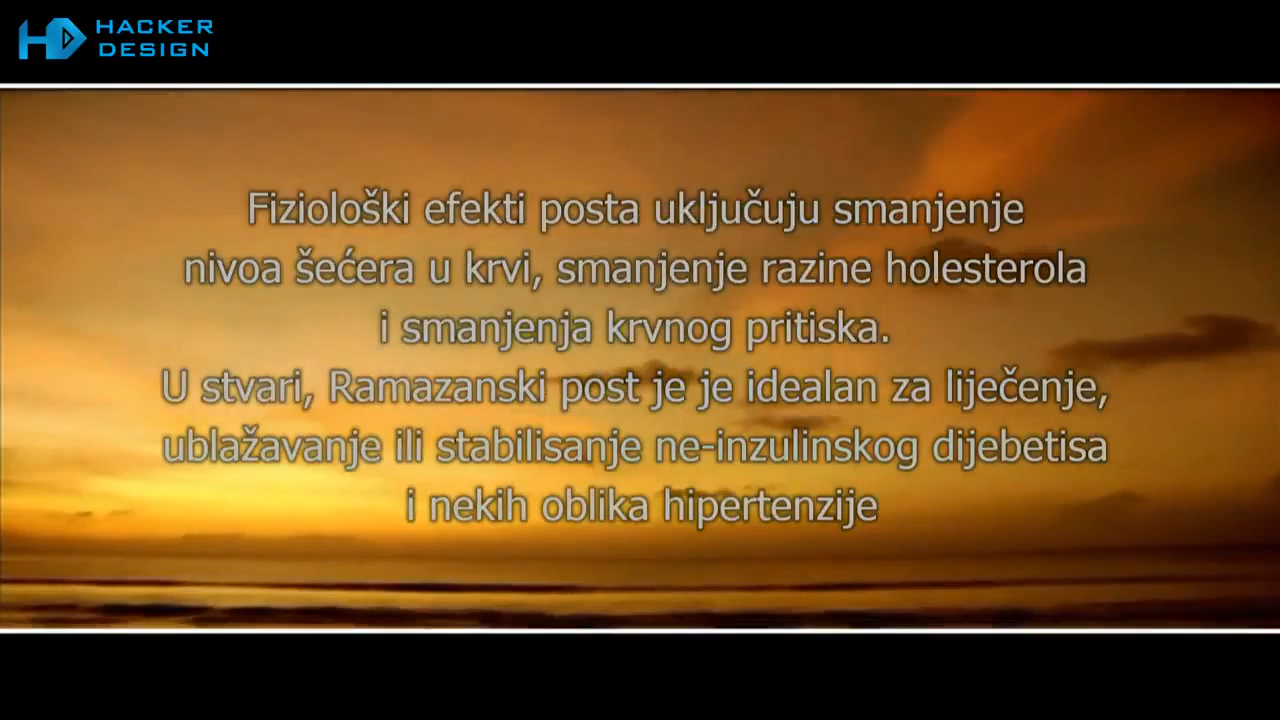 HACKER
DESIGN
Fiziološki efekti posta uključuju smanjenje
nivoa šećera u krvi, smanjenje razine holesterola
i smanjenja krvnog pritiska.
U stvari, Ramazanski post je je idealan za liječenje,
ublažavanje ili stabilisanje ne-inzulinskog dijebetisa
i nekih oblika hipertenzije